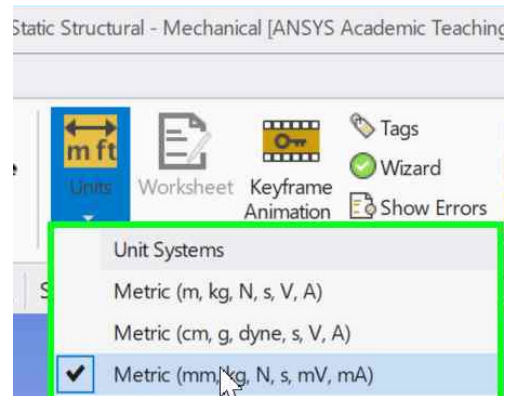 Static Structural - Mechanical [ANSYS Academic Teaching
m ft
Units
Worksheet
Keyframe
Animation
Tags
Wizard
Show Errors
Unit Systems
Metric (m, kg, N, s, V, A)
Metric (cm, g, dyne, s, V, A)
Metric (mm, kg, N, s, mV, mA)